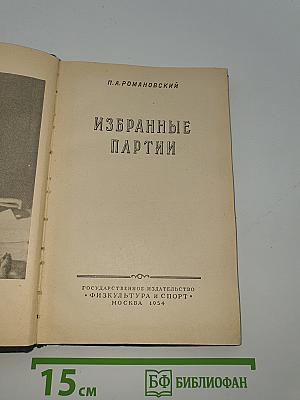 П.А.РОМАНОВСКИЙ
ИЗБРАННЫЕ
ПАРТИИ
ГОСУДАРСТВЕННОЕ ИЗДАТЕЛЬСТВО
• ФИЗКУЛЬТУРА и СПОРТ •
МОСКВА 1954
15 см
БФ БИБЛИОФАН